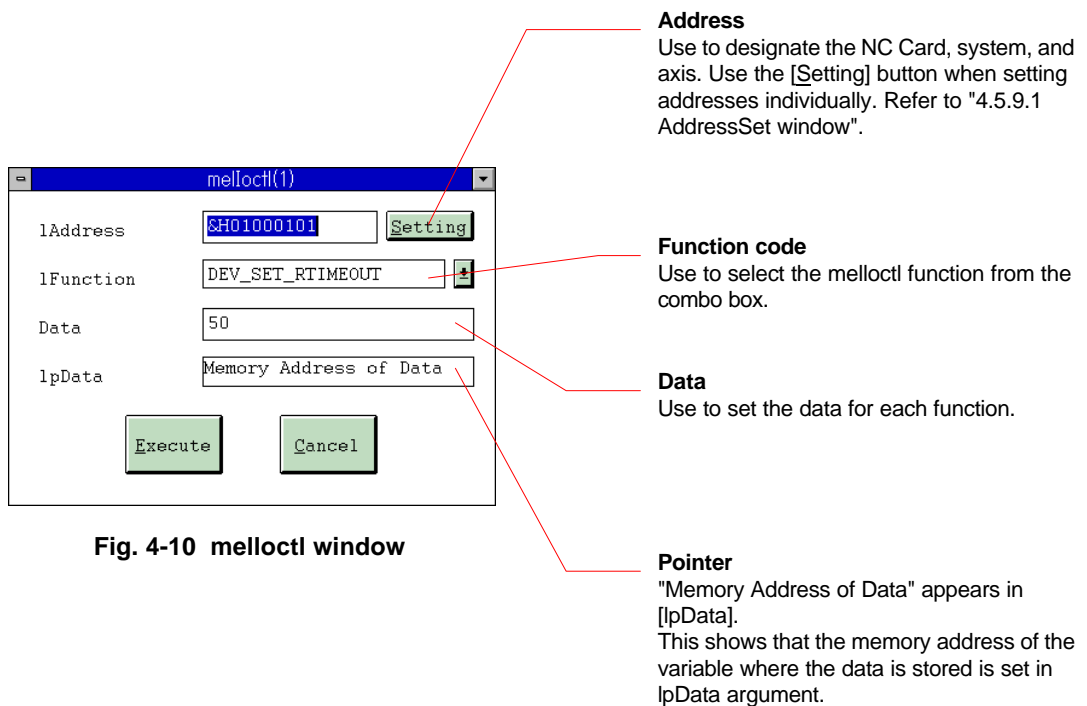 Address
Use to designate the NC Card, system, and
axis. Use the [Setting] button when setting
addresses individually. Refer to "4.5.9.1
AddressSet window".
melIoctl(1)
lAddress
&H01000101
Setting
lFunction
DEV_SET_RTIMEOUT
Data
50
lpData
Memory Address of Data
Execute
Cancel
Fig. 4-10 melIoctl window
Function code
Use to select the melIoctl function from the
combo box.
Data
Use to set the data for each function.
Pointer
"Memory Address of Data" appears in
[lpData].
This shows that the memory address of the
variable where the data is stored is set in
lpData argument.